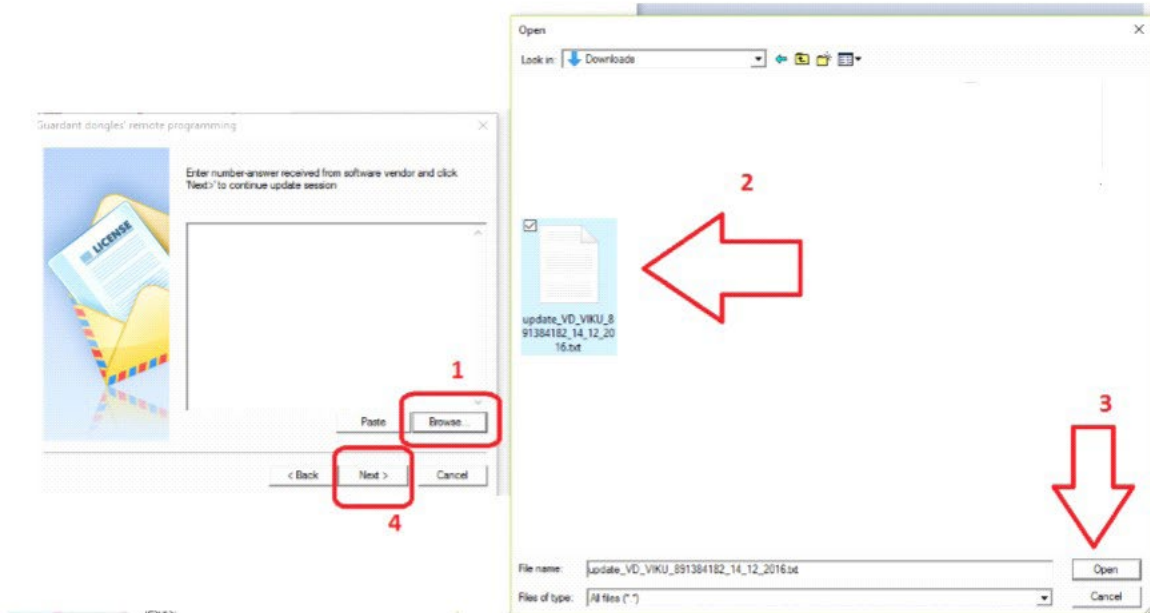 Guardant dongles' remote programming
Enter number-answer received from software vendor and click
'Next>' to continue update session
LICENSE
1
Paste
Browse...
< Back
Next >
Cancel
4
Open
Look in:
Downloads
2
update_VD_VIKU_8
91384182_14_12_20
16.txt
3
File name:
update_VD_VIKU_891384182_14_12_2016.txt
Open
Files of type:
All files (*.*)
Cancel